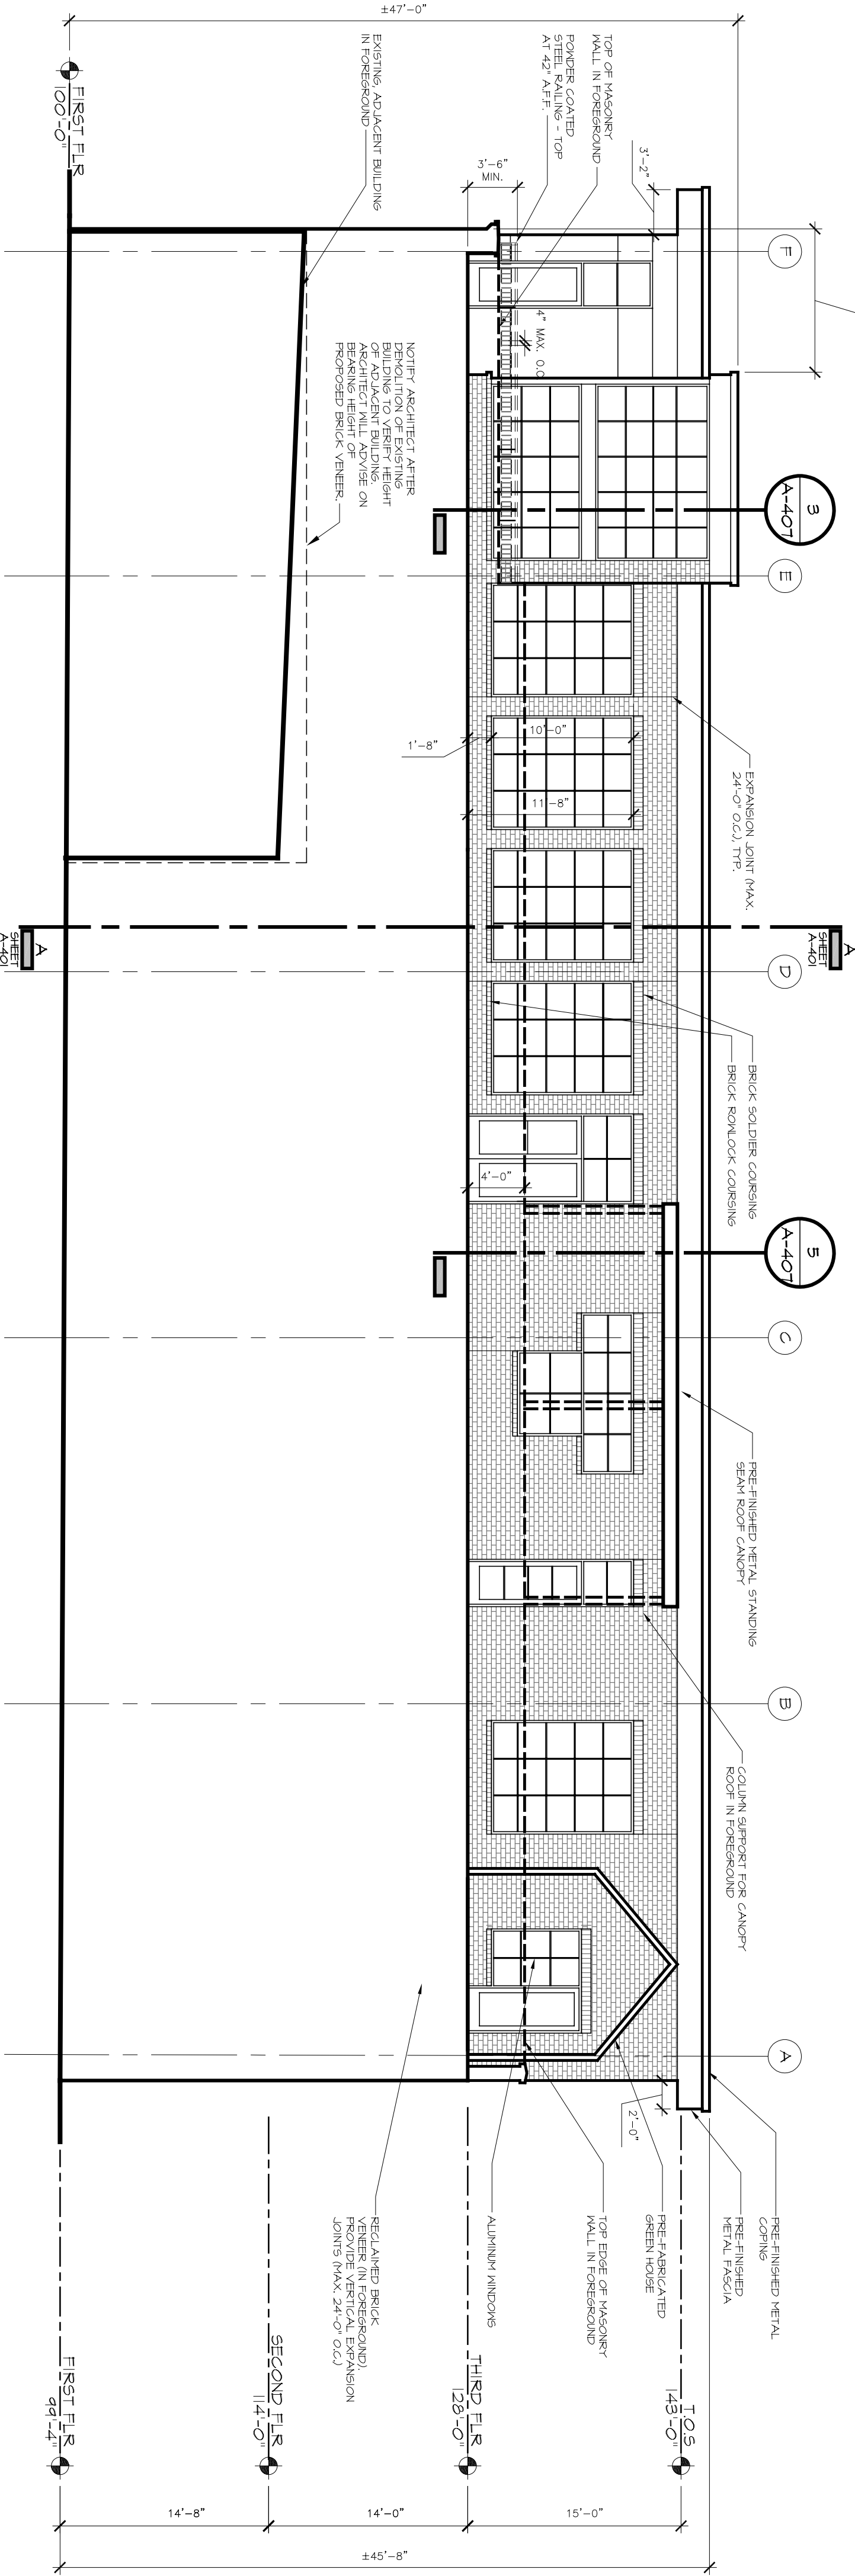 ±47'-0"
FIRST FLR
100'-0"
EXISTING, ADJACENT BUILDING
IN FOREGROUND
TOP OF MASONRY
WALL IN FOREGROUND
POWDER COATED
STEEL RAILING - TOP
AT 42" A.F.F.
3'-6"
MIN.
3'-2"
4" MAX. O.C.
NOTIFY ARCHITECT AFTER
DEMOLITION OF EXISTING
BUILDING TO VERIFY HEIGHT
OF ADJACENT BUILDING.
ARCHITECT WILL ADVISE ON
BEARING HEIGHT OF
PROPOSED BRICK VENEER.
F
3
A-407
E
EXPANSION JOINT (MAX.
24'-0" O.C.), TYP.
1'-8"
10'-0"
11'-8"
A
SHEET
A-401
A
SHEET
A-401
D
BRICK SOLDIER COURSING
BRICK ROWLOCK COURSING
4'-0"
5
A-407
C
PRE-FINISHED METAL STANDING
SEAM ROOF CANOPY
B
COLUMN SUPPORT FOR CANOPY
ROOF IN FOREGROUND
A
2'-0"
PRE-FINISHED METAL
COPING
PRE-FINISHED
METAL FASCIA
PRE-FABRICATED
GREEN HOUSE
TOP EDGE OF MASONRY
WALL IN FOREGROUND
ALUMINUM WINDOWS
RECLAIMED BRICK
VENEER (IN FOREGROUND).
PROVIDE VERTICAL EXPANSION
JOINTS (MAX. 24'-0" O.C.)
T.O.S
143'-0"
THIRD FLR
128'-0"
SECOND FLR
114'-0"
FIRST FLR
99'-4"
15'-0"
14'-0"
14'-8"
±45'-8"